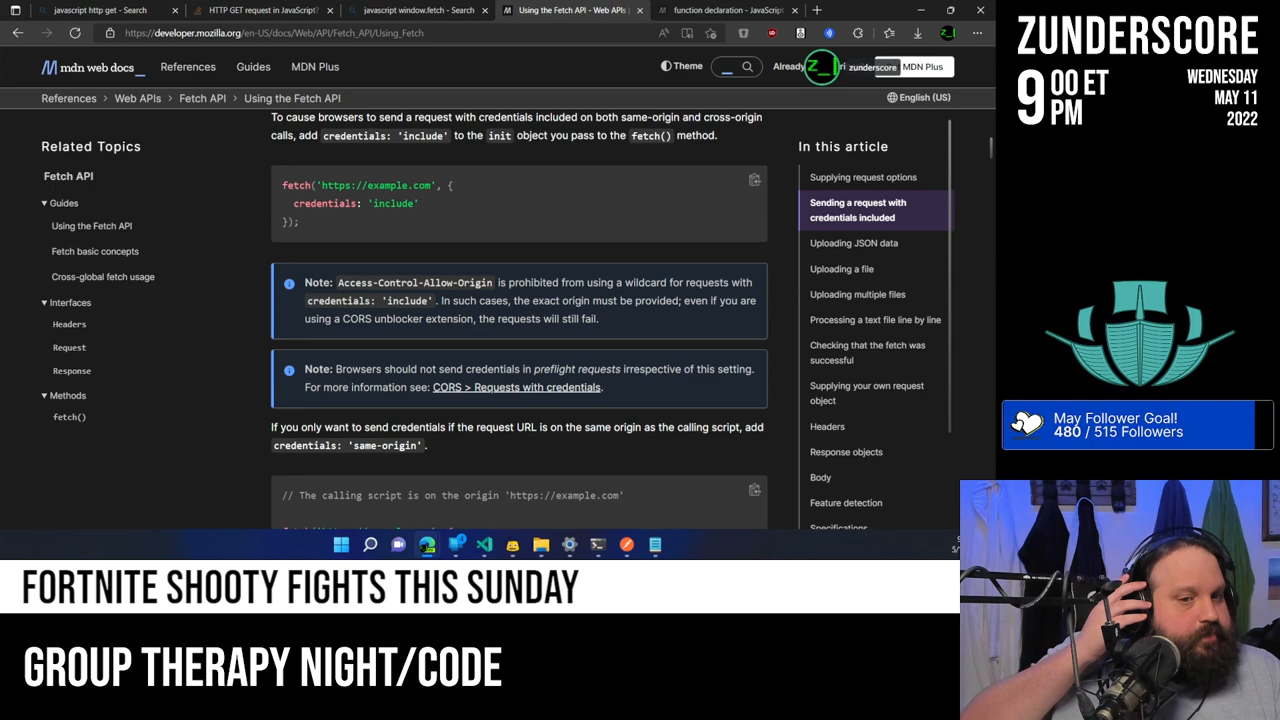 javascript http get - Search
HTTP GET request in JavaScript?
javascript window.fetch - Search
Using the Fetch API - Web APIs |
function declaration - JavaScript
https://developer.mozilla.org/en-US/docs/Web/API/Fetch_API/Using_Fetch
mdn web docs_
References
Guides
MDN Plus
Theme
Already
z_|
zunderscore
MDN Plus
References > Web APIs > Fetch API > Using the Fetch API
English (US)
Related Topics
Fetch API
Guides
Using the Fetch API
Fetch basic concepts
Cross-global fetch usage
Interfaces
Headers
Request
Response
Methods
fetch()
To cause browsers to send a request with credentials included on both same-origin and cross-origin
calls, add credentials: 'include' to the init object you pass to the fetch() method.
fetch('https://example.com', {
credentials: 'include'
});
Note: Access-Control-Allow-Origin is prohibited from using a wildcard for requests with
credentials: 'include'. In such cases, the exact origin must be provided; even if you are
using a CORS unblocker extension, the requests will still fail.
Note: Browsers should not send credentials in preflight requests irrespective of this setting.
For more information see: CORS > Requests with credentials.
If you only want to send credentials if the request URL is on the same origin as the calling script, add
credentials: 'same-origin'.
// The calling script is on the origin 'https://example.com'
In this article
Supplying request options
Sending a request with
credentials included
Uploading JSON data
Uploading a file
Uploading multiple files
Processing a text file line by line
Checking that the fetch was
successful
Supplying your own request
object
Headers
Response objects
Body
Feature detection
Specifications
ZUNDERSCORE
9 00 ET
PM
WEDNESDAY
MAY 11
2022
May Follower Goal!
480 / 515 Followers
FORTNITE SHOOTY FIGHTS THIS SUNDAY
GROUP THERAPY NIGHT/CODE